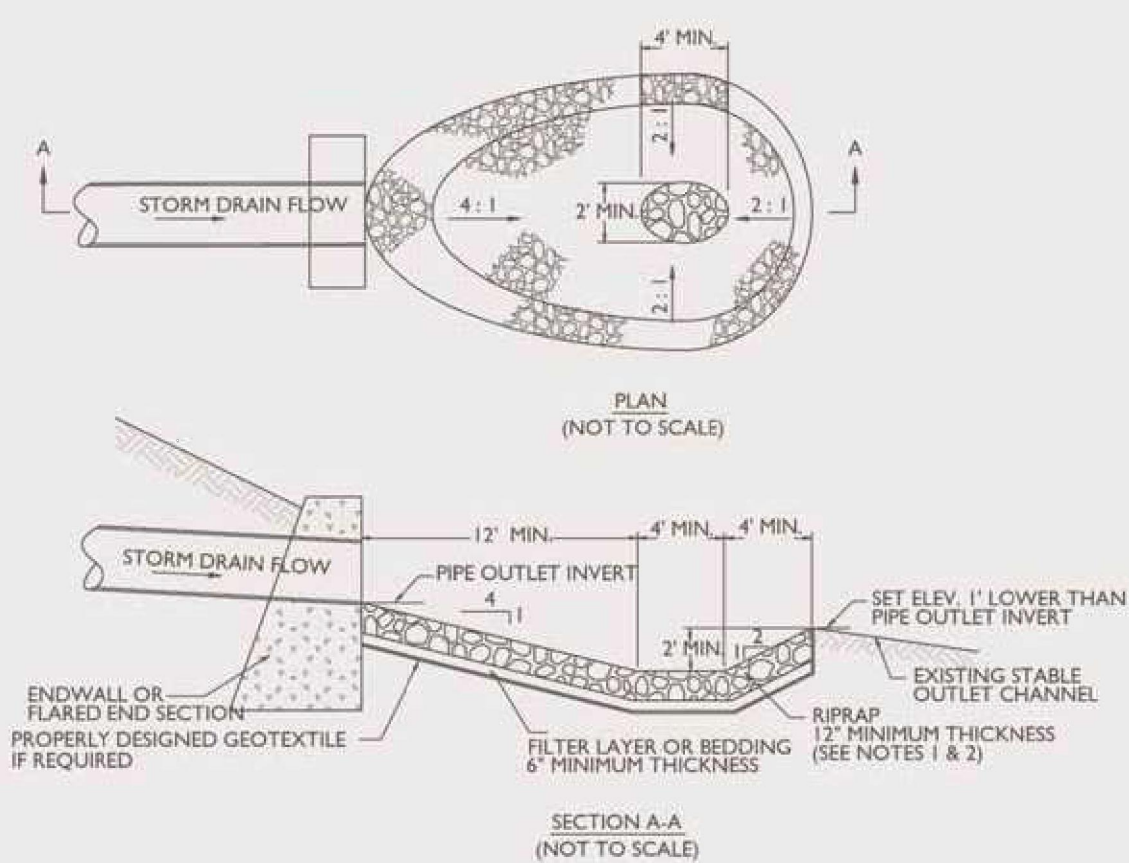 4' MIN.
A
A
2 : 1
STORM DRAIN FLOW
4 : 1
2' MIN.
2 : 1
2 : 1
PLAN
(NOT TO SCALE)
12' MIN.
4' MIN.
4' MIN.
STORM DRAIN FLOW
PIPE OUTLET INVERT
4
1
SET ELEV. 1' LOWER THAN
PIPE OUTLET INVERT
2' MIN.
2
1
EXISTING STABLE
OUTLET CHANNEL
ENDWALL OR
FLARED END SECTION
PROPERLY DESIGNED GEOTEXTILE
IF REQUIRED
FILTER LAYER OR BEDDING
6" MINIMUM THICKNESS
RIPRAP
12" MINIMUM THICKNESS
(SEE NOTES 1 & 2)
SECTION A-A
(NOT TO SCALE)